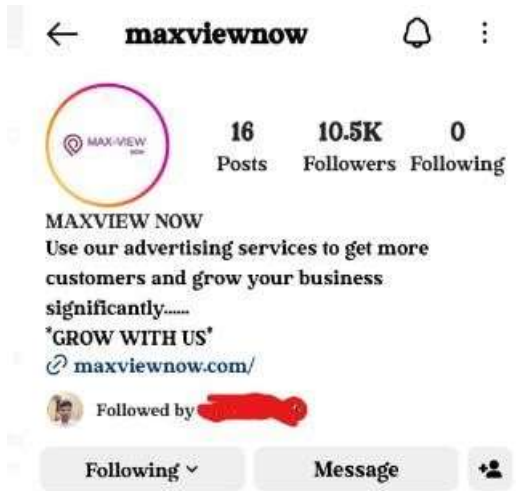 maxviewnow
MAX-VIEW
NOW
16 10.5K 0
Posts Followers Following
MAXVIEW NOW
Use our advertising services to get more
customers and grow your business
significantly......
*GROW WITH US*
maxviewnow.com/
Followed by
Following Message